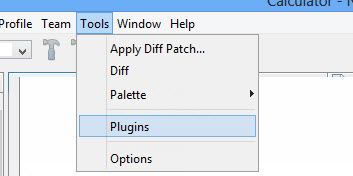 Calculator - N
Profile Team Tools Window Help
Apply Diff Patch...
Diff
Palette
Plugins
Options